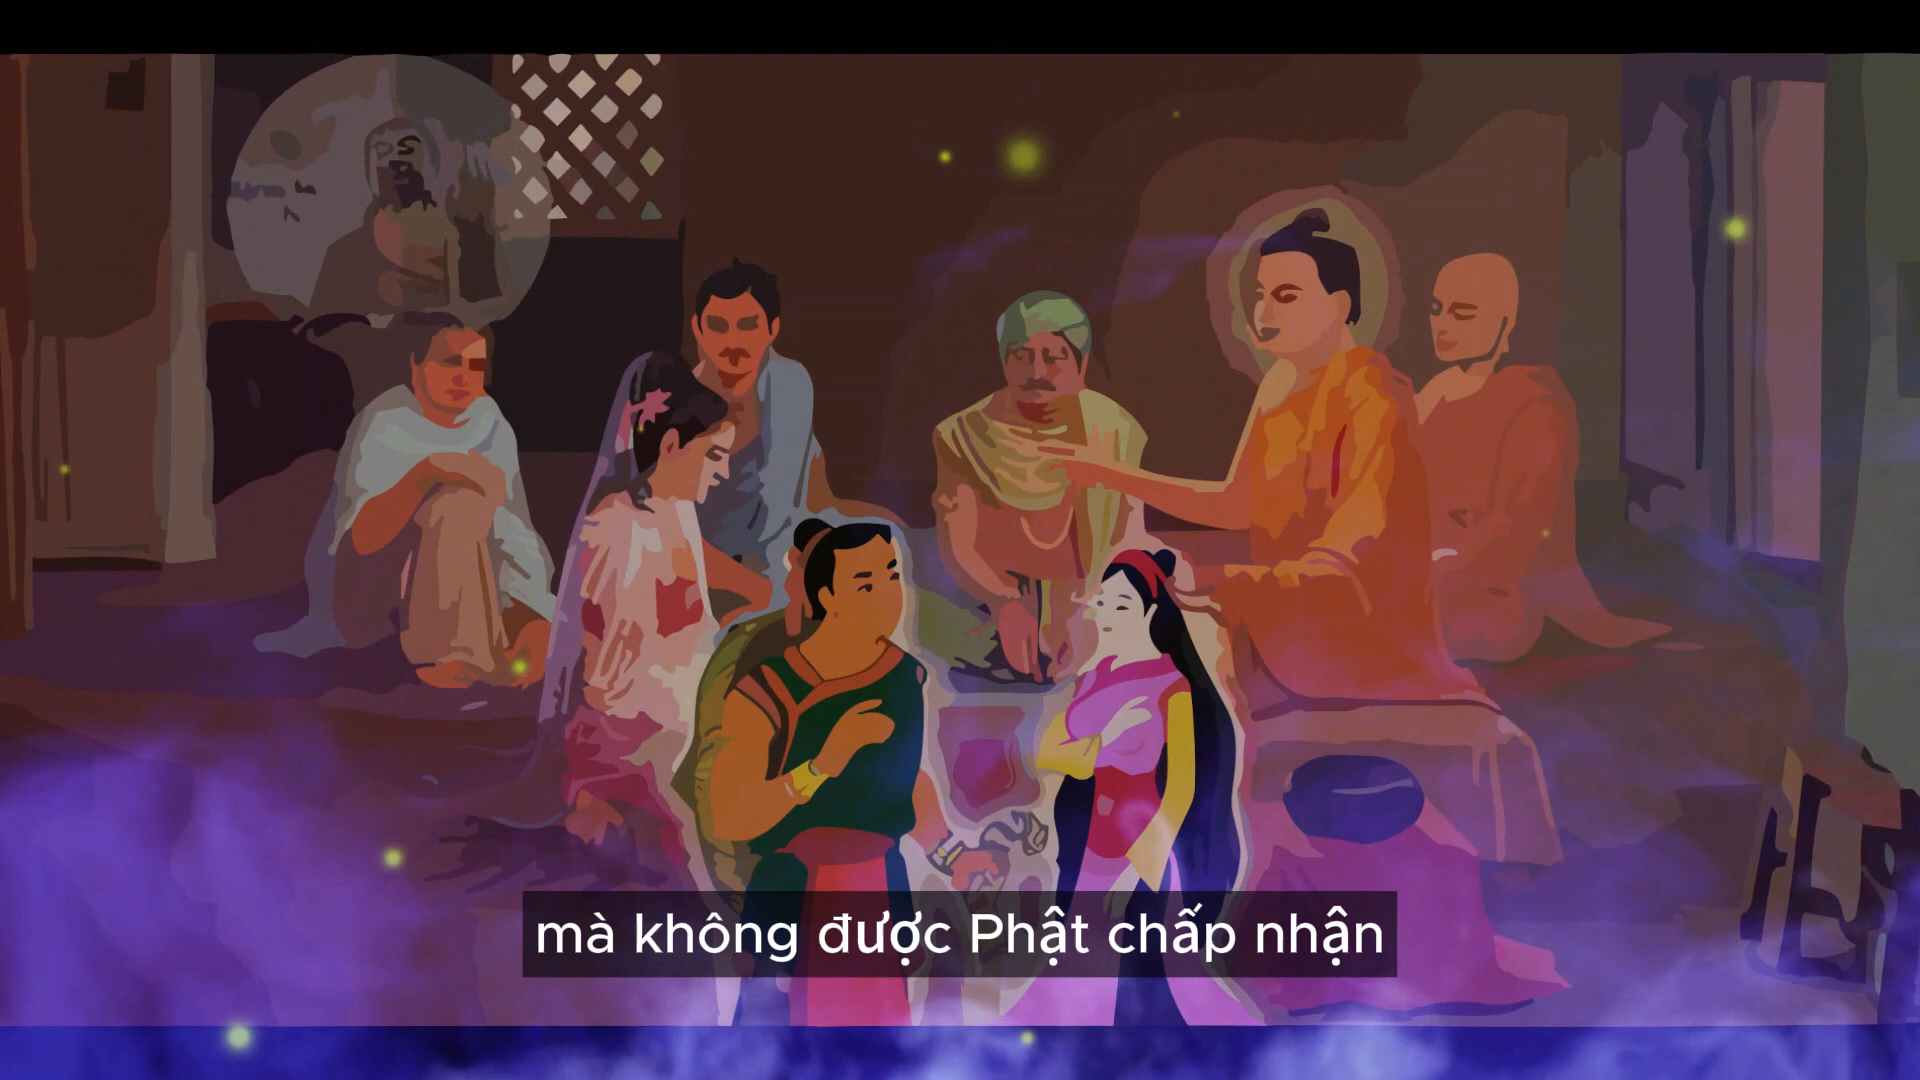 mà không được Phật chấp nhận